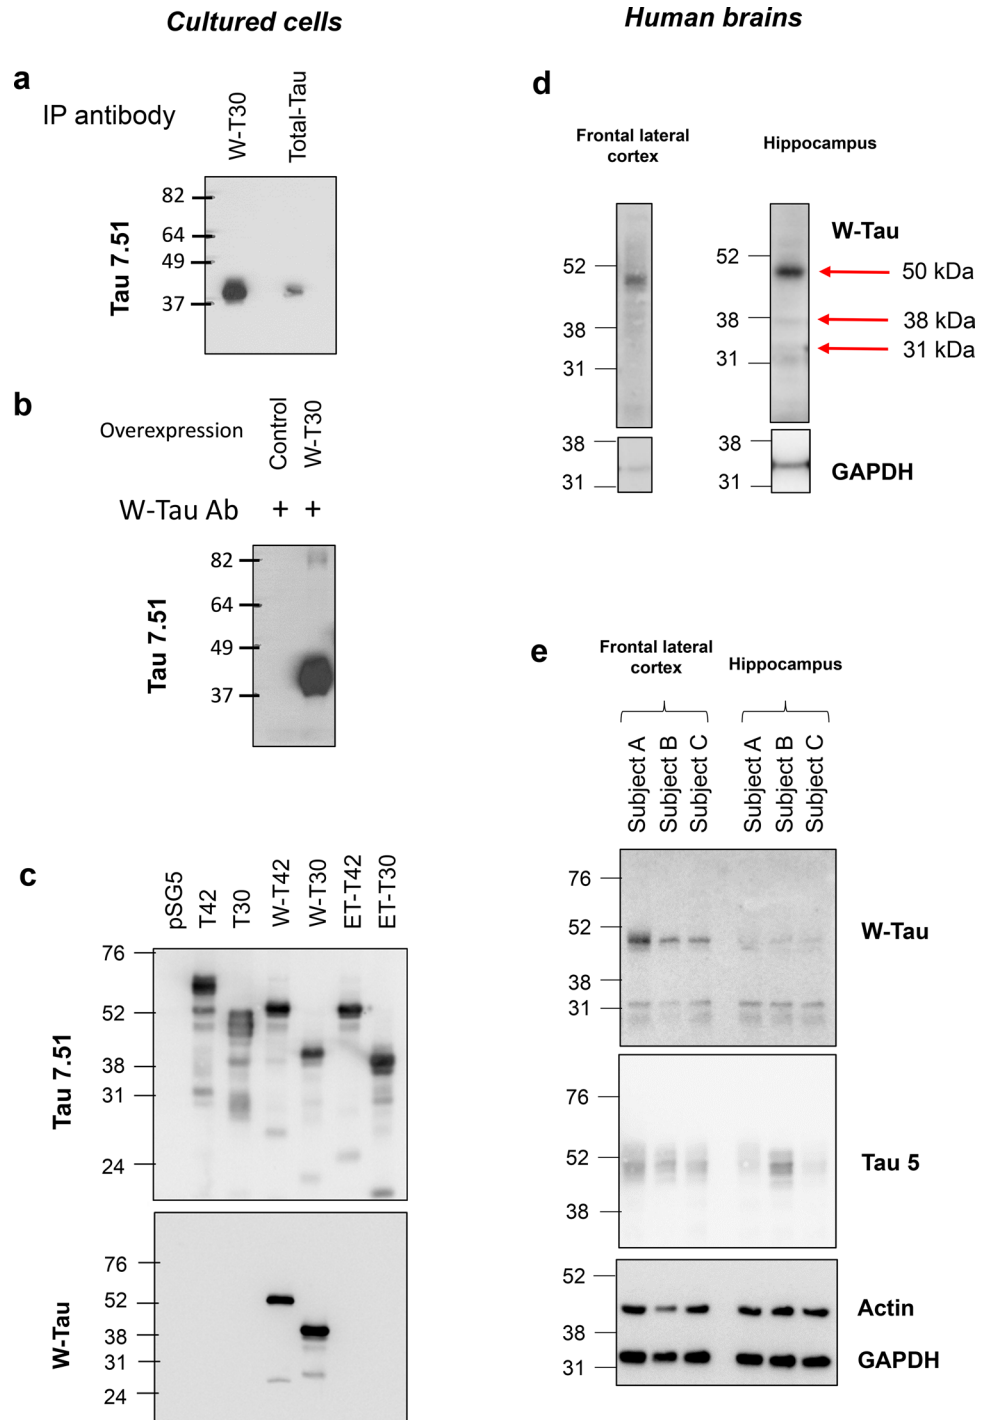 Cultured cells
Human brains
a
IP antibody
W-T30
Total-Tau
Tau 7.51
82
64
49
37
b
Overexpression
Control
W-T30
W-Tau Ab + +
Tau 7.51
82
64
49
37
c
pSG5
T42
T30
W-T42
W-T30
ET-T42
ET-T30
Tau 7.51
76
52
38
31
24
W-Tau
76
52
38
31
24
d
Frontal lateral
cortex
Hippocampus
52
38
31
38
31
52
38
31
38
31
W-Tau
50 kDa
38 kDa
31 kDa
GAPDH
e
Frontal lateral
cortex
Hippocampus
Subject A
Subject B
Subject C
Subject A
Subject B
Subject C
76
52
38
31
W-Tau
76
52
38
Tau 5
52
38
31
Actin
GAPDH